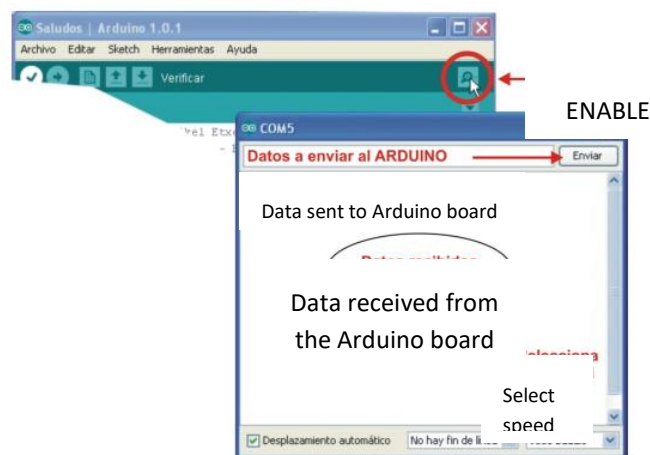 Saludos | Arduino 1.0.1
Archivo Editar Sketch Herramientas Ayuda
Verificar
ENABLE
COM5
Datos a enviar al ARDUINO
Enviar
Data sent to Arduino board
Data received from
the Arduino board
Select
speed
Desplazamiento automático
No hay fin de